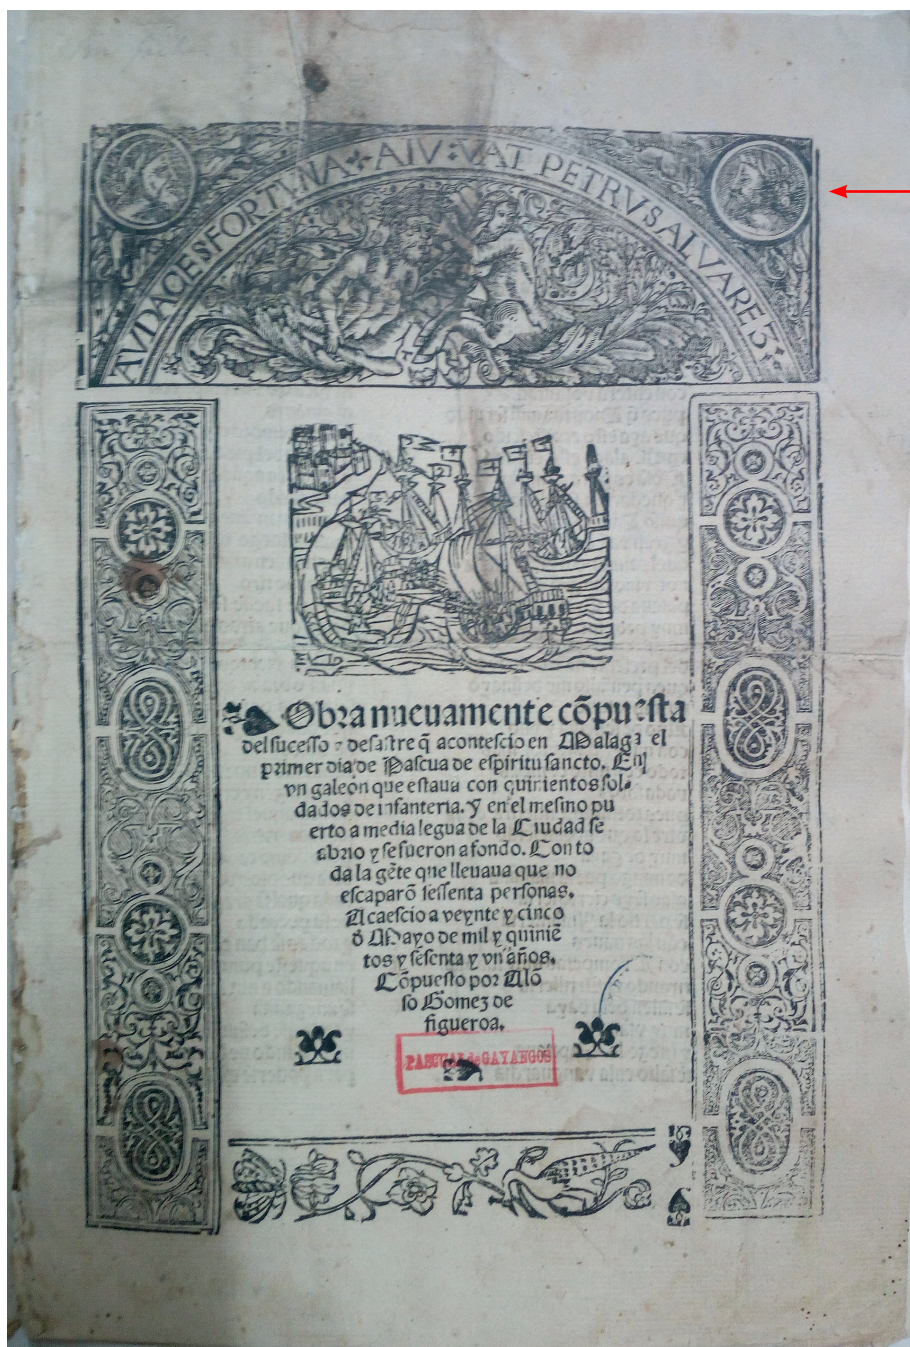 AVDACES FORTVNA AIVVAT PETRVS ALVAREZ
Obra nueuamente cõpuesta
del sucesso y desastre q̃ acontescio en Malaga el
primer dia de Pascua de espiritu sancto. En
vn galeon que estaua con quinientos sol-
dados de infanteria. Y en el mesmo pu
erto a media legua de la Ciudad se
abrio y se fueron a fondo. Con to
da la gẽte que lleuaua que no
escaparõ sessenta personas.
Acaescio a veynte y cinco
d̃ Mayo de mil y quiniẽ
tos y sesenta y vn años.
Cõpuesto por Alõ
so Gomez de
figueroa.
PASCUAL de GAYANGOS